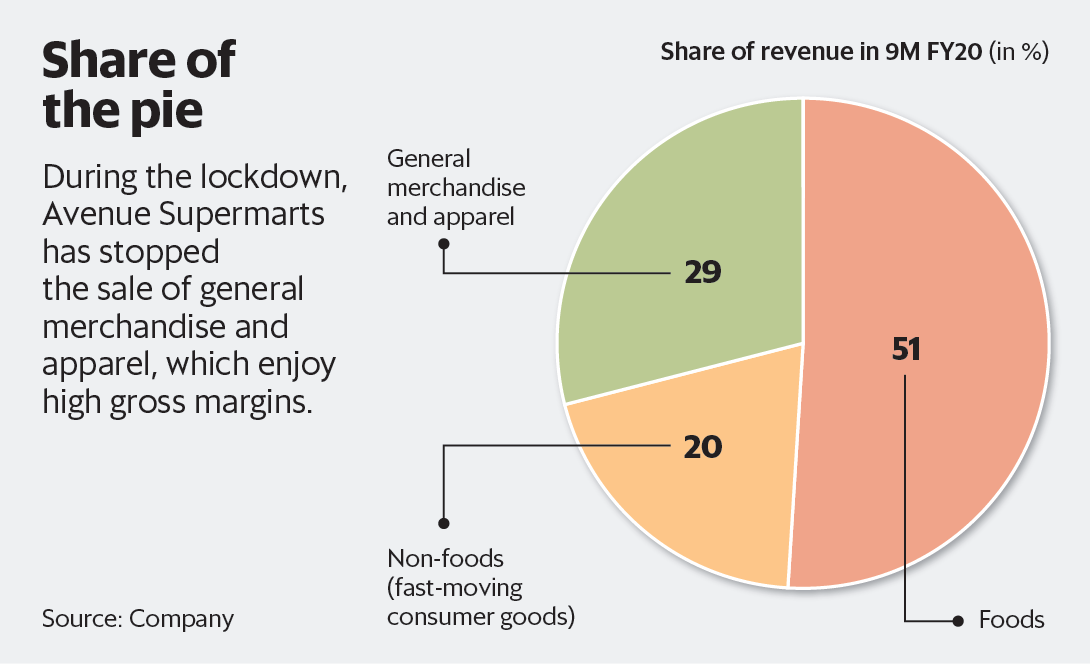 Share of
the pie
During the lockdown,
Avenue Supermarts
has stopped
the sale of general
merchandise and
apparel, which enjoy
high gross margins.
Share of revenue in 9M FY20 (in %)
General
merchandise
and apparel
29
51
20
Non-foods
(fast-moving
consumer goods)
Foods
Source: Company